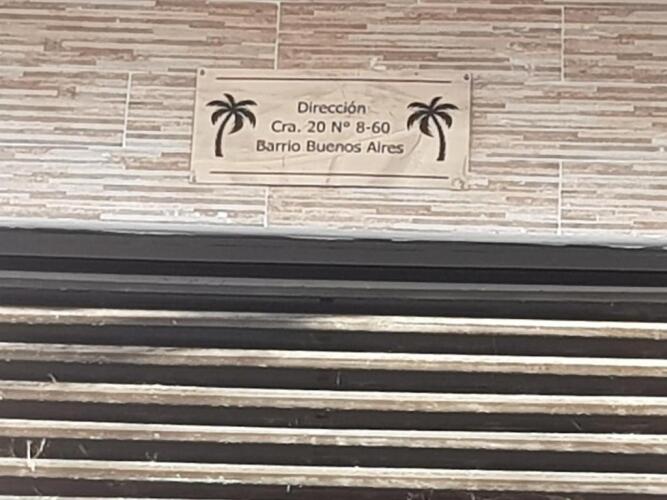 Dirección
Cra. 20 Nº 8-60
Barrio Buenos Aires